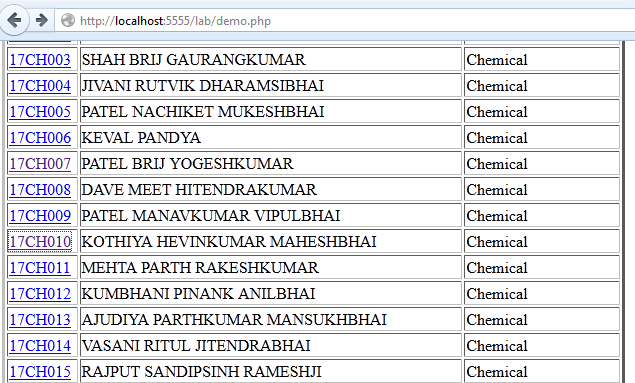 http://localhost:5555/lab/demo.php
17CH003 SHAH BRIJ GAURANGKUMAR Chemical
17CH004 JIVANI RUTVIK DHARAMSIBHAI Chemical
17CH005 PATEL NACHIKET MUKESHBHAI Chemical
17CH006 KEVAL PANDYA Chemical
17CH007 PATEL BRIJ YOGESHKUMAR Chemical
17CH008 DAVE MEET HITENDRAKUMAR Chemical
17CH009 PATEL MANAVKUMAR VIPULBHAI Chemical
17CH010 KOTHIYA HEVINKUMAR MAHESHBHAI Chemical
17CH011 MEHTA PARTH RAKESHKUMAR Chemical
17CH012 KUMBHANI PINANK ANILBHAI Chemical
17CH013 AJUDIYA PARTHKUMAR MANSUKHBHAI Chemical
17CH014 VASANI RITUL JITENDRABHAI Chemical
17CH015 RAJPUT SANDIPSINH RAMESHJI Chemical